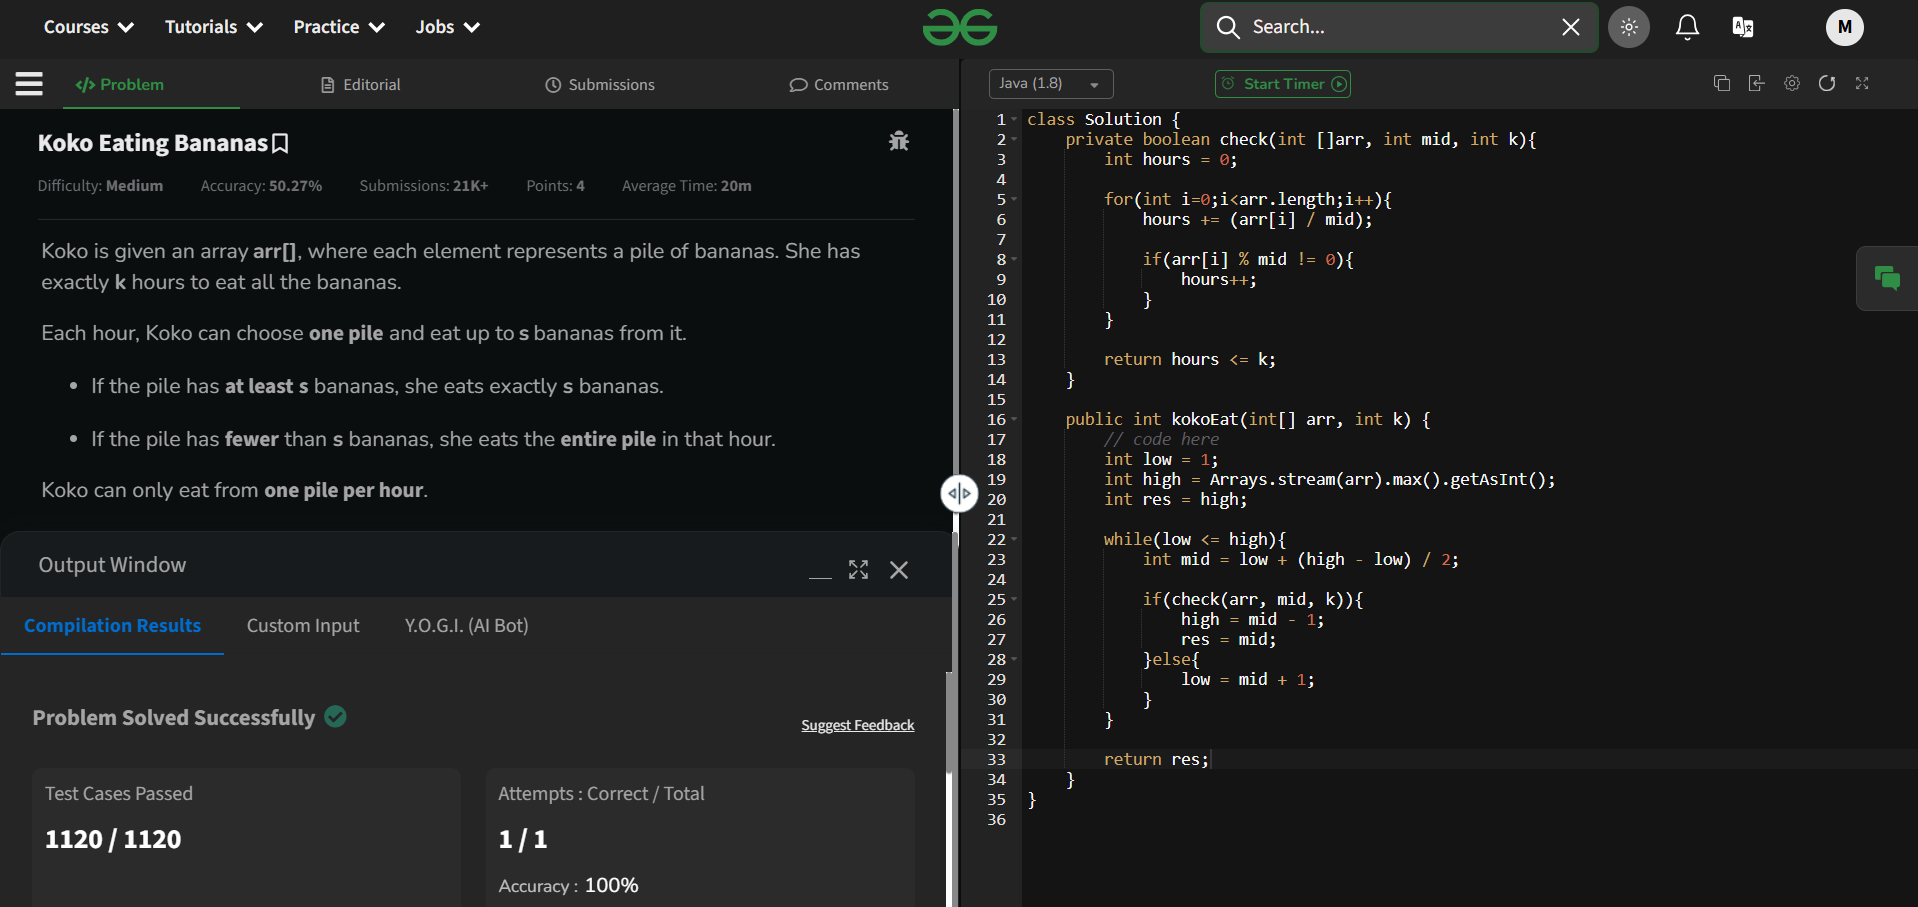 Courses Tutorials Practice Jobs Search... M
Problem Editorial Submissions Comments
Java (1.8) Start Timer
Koko Eating Bananas
Difficulty: Medium Accuracy: 50.27% Submissions: 21K+ Points: 4 Average Time: 20m
Koko is given an array arr[], where each element represents a pile of bananas. She has
exactly k hours to eat all the bananas.
Each hour, Koko can choose one pile and eat up to s bananas from it.
• If the pile has at least s bananas, she eats exactly s bananas.
• If the pile has fewer than s bananas, she eats the entire pile in that hour.
Koko can only eat from one pile per hour.
Output Window
Compilation Results Custom Input Y.O.G.I. (AI Bot)
Problem Solved Successfully
Suggest Feedback
Test Cases Passed
1120 / 1120
Attempts : Correct / Total
1 / 1
Accuracy : 100%
1 class Solution {
2     private boolean check(int []arr, int mid, int k){
3         int hours = 0;
4
5         for(int i=0;i<arr.length;i++){
6             hours += (arr[i] / mid);
7
8             if(arr[i] % mid != 0){
9                 hours++;
10             }
11         }
12
13         return hours <= k;
14     }
15
16     public int kokoEat(int[] arr, int k) {
17         // code here
18         int low = 1;
19         int high = Arrays.stream(arr).max().getAsInt();
20         int res = high;
21
22         while(low <= high){
23             int mid = low + (high - low) / 2;
24
25             if(check(arr, mid, k)){
26                 high = mid - 1;
27                 res = mid;
28             }else{
29                 low = mid + 1;
30             }
31         }
32
33         return res;
34     }
35 }
36